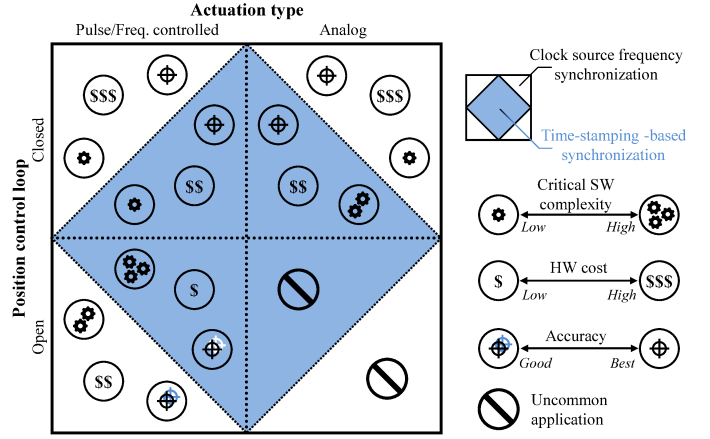 Actuation type
Pulse/Freq. controlled
Analog
Position control loop
Closed
Open
$$$
$$$
$$
$$
$
$$
Clock source frequency
synchronization
Time-stamping -based
synchronization
Critical SW
complexity
Low
High
$
HW cost
$$$
Low
High
Accuracy
Good
Best
Uncommon
application